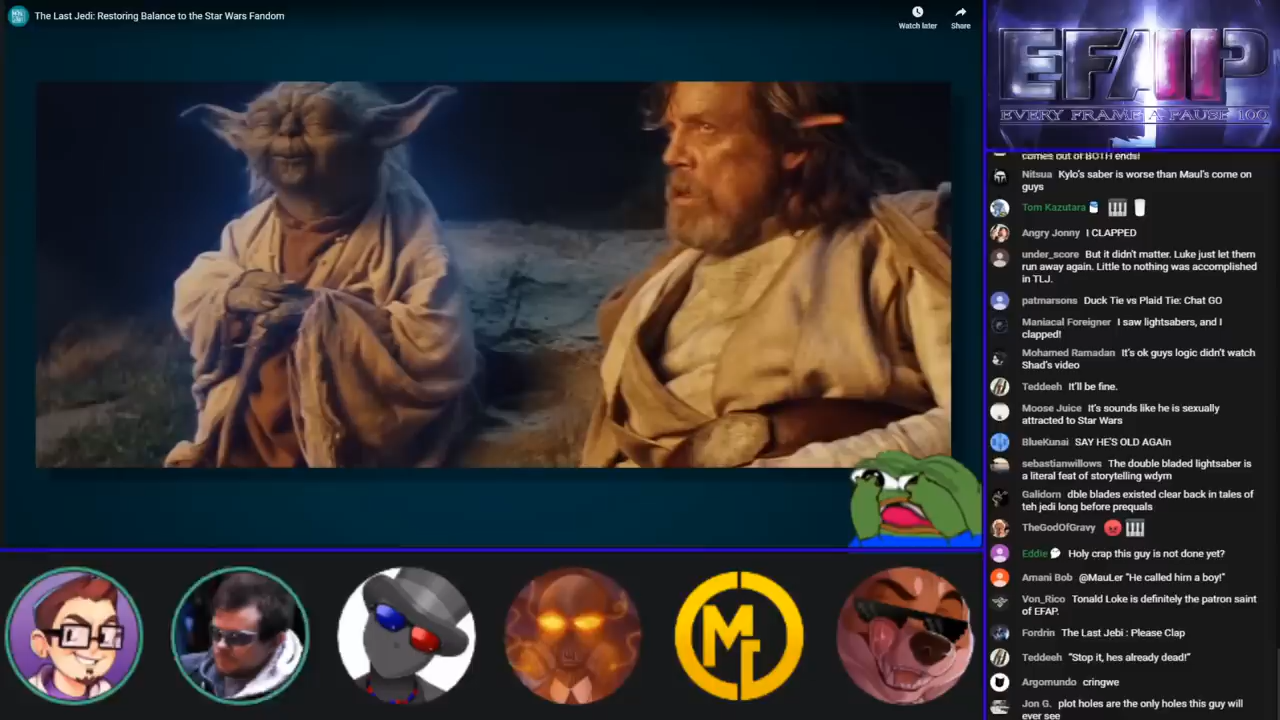 The Last Jedi: Restoring Balance to the Star Wars Fandom
Watch later
Share
EFAP
EVERY FRAME A PAUSE 100
comes out of BOTH ends!
Nitsua Kylo's saber is worse than Maul's come on
guys
Tom Kazutara
Angry Jonny I CLAPPED
under_score But it didn't matter. Luke just let them
run away again. Little to nothing was accomplished
in TLJ.
patmarsons Duck Tie vs Plaid Tie: Chat GO
Maniacal Foreigner I saw lightsabers, and I
clapped!
Mohamed Ramadan It's ok guys logic didn't watch
Shad's video
Teddeeh It'll be fine.
Moose Juice It's sounds like he is sexually
attracted to Star Wars
BlueKunai SAY HE'S OLD AGAIn
sebastianwillows The double bladed lightsaber is
a literal feat of storytelling wdym
Galidorn dble blades existed clear back in tales of
teh jedi long before prequals
TheGodOfGravy
Eddie Holy crap this guy is not done yet?
Amani Bob @MauLer "He called him a boy!"
Von_Rico Tonald Loke is definitely the patron saint
of EFAP.
Fordrin The Last Jedi : Please Clap
Teddeeh "Stop it, hes already dead!"
Argomundo cringwe
Jon G. plot holes are the only holes this guy will
ever see